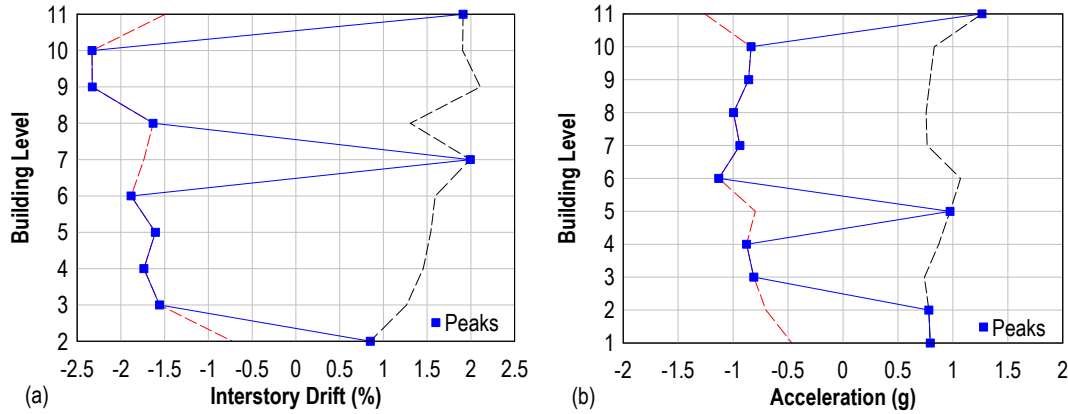 11
10
9
8
7
6
5
4
3
2
Building Level
Peaks
-2.5 -2 -1.5 -1 -0.5 0 0.5 1 1.5 2 2.5
(a) Interstory Drift (%)
11
10
9
8
7
6
5
4
3
2
1
Building Level
Peaks
2 -1.5 -1 -0.5 0 0.5 1 1.5 2
(b) Acceleration (g)